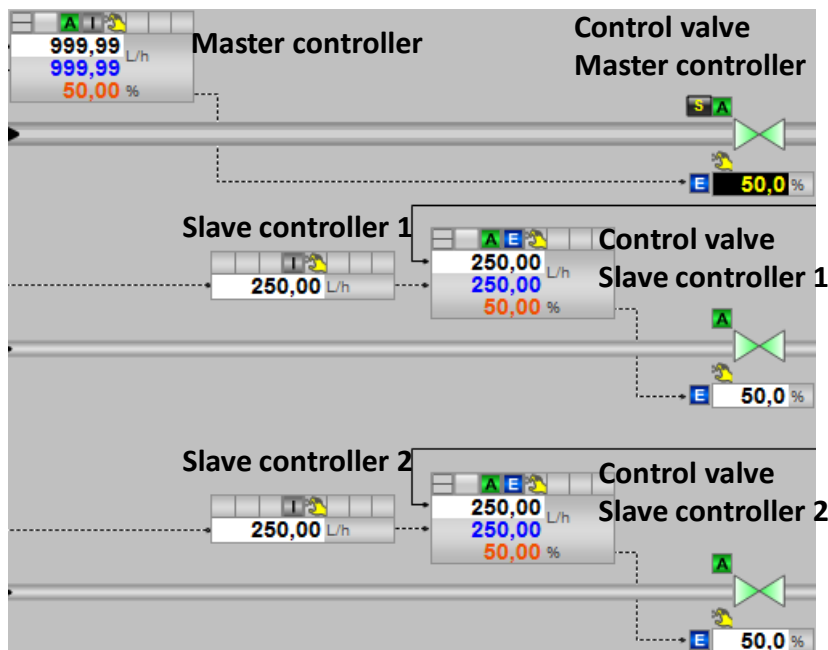 A I
999,99 L/h
999,99
50,00 %
Master controller
Control valve
Master controller
S A
E 50,0 %
Slave controller 1
I
250,00 L/h
A E
250,00 L/h
250,00
50,00 %
Control valve
Slave controller 1
A
E 50,0 %
Slave controller 2
I
250,00 L/h
A E
250,00 L/h
250,00
50,00 %
Control valve
Slave controller 2
A
E 50,0 %